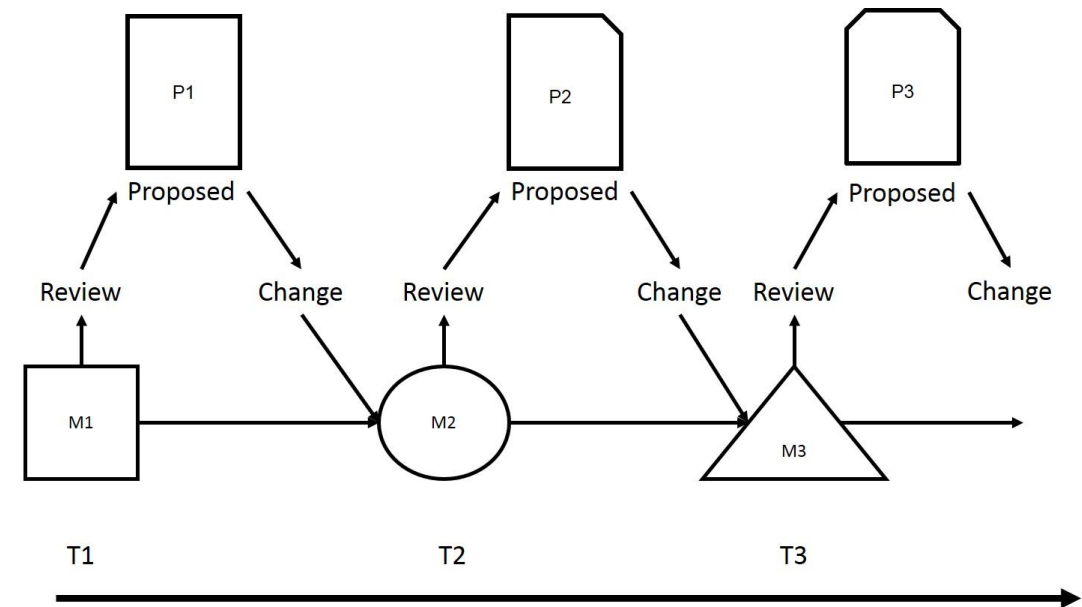 P1
P2
P3
Proposed
Proposed
Proposed
Review
Change
Review
Change
Review
Change
M1
M2
M3
T1
T2
T3